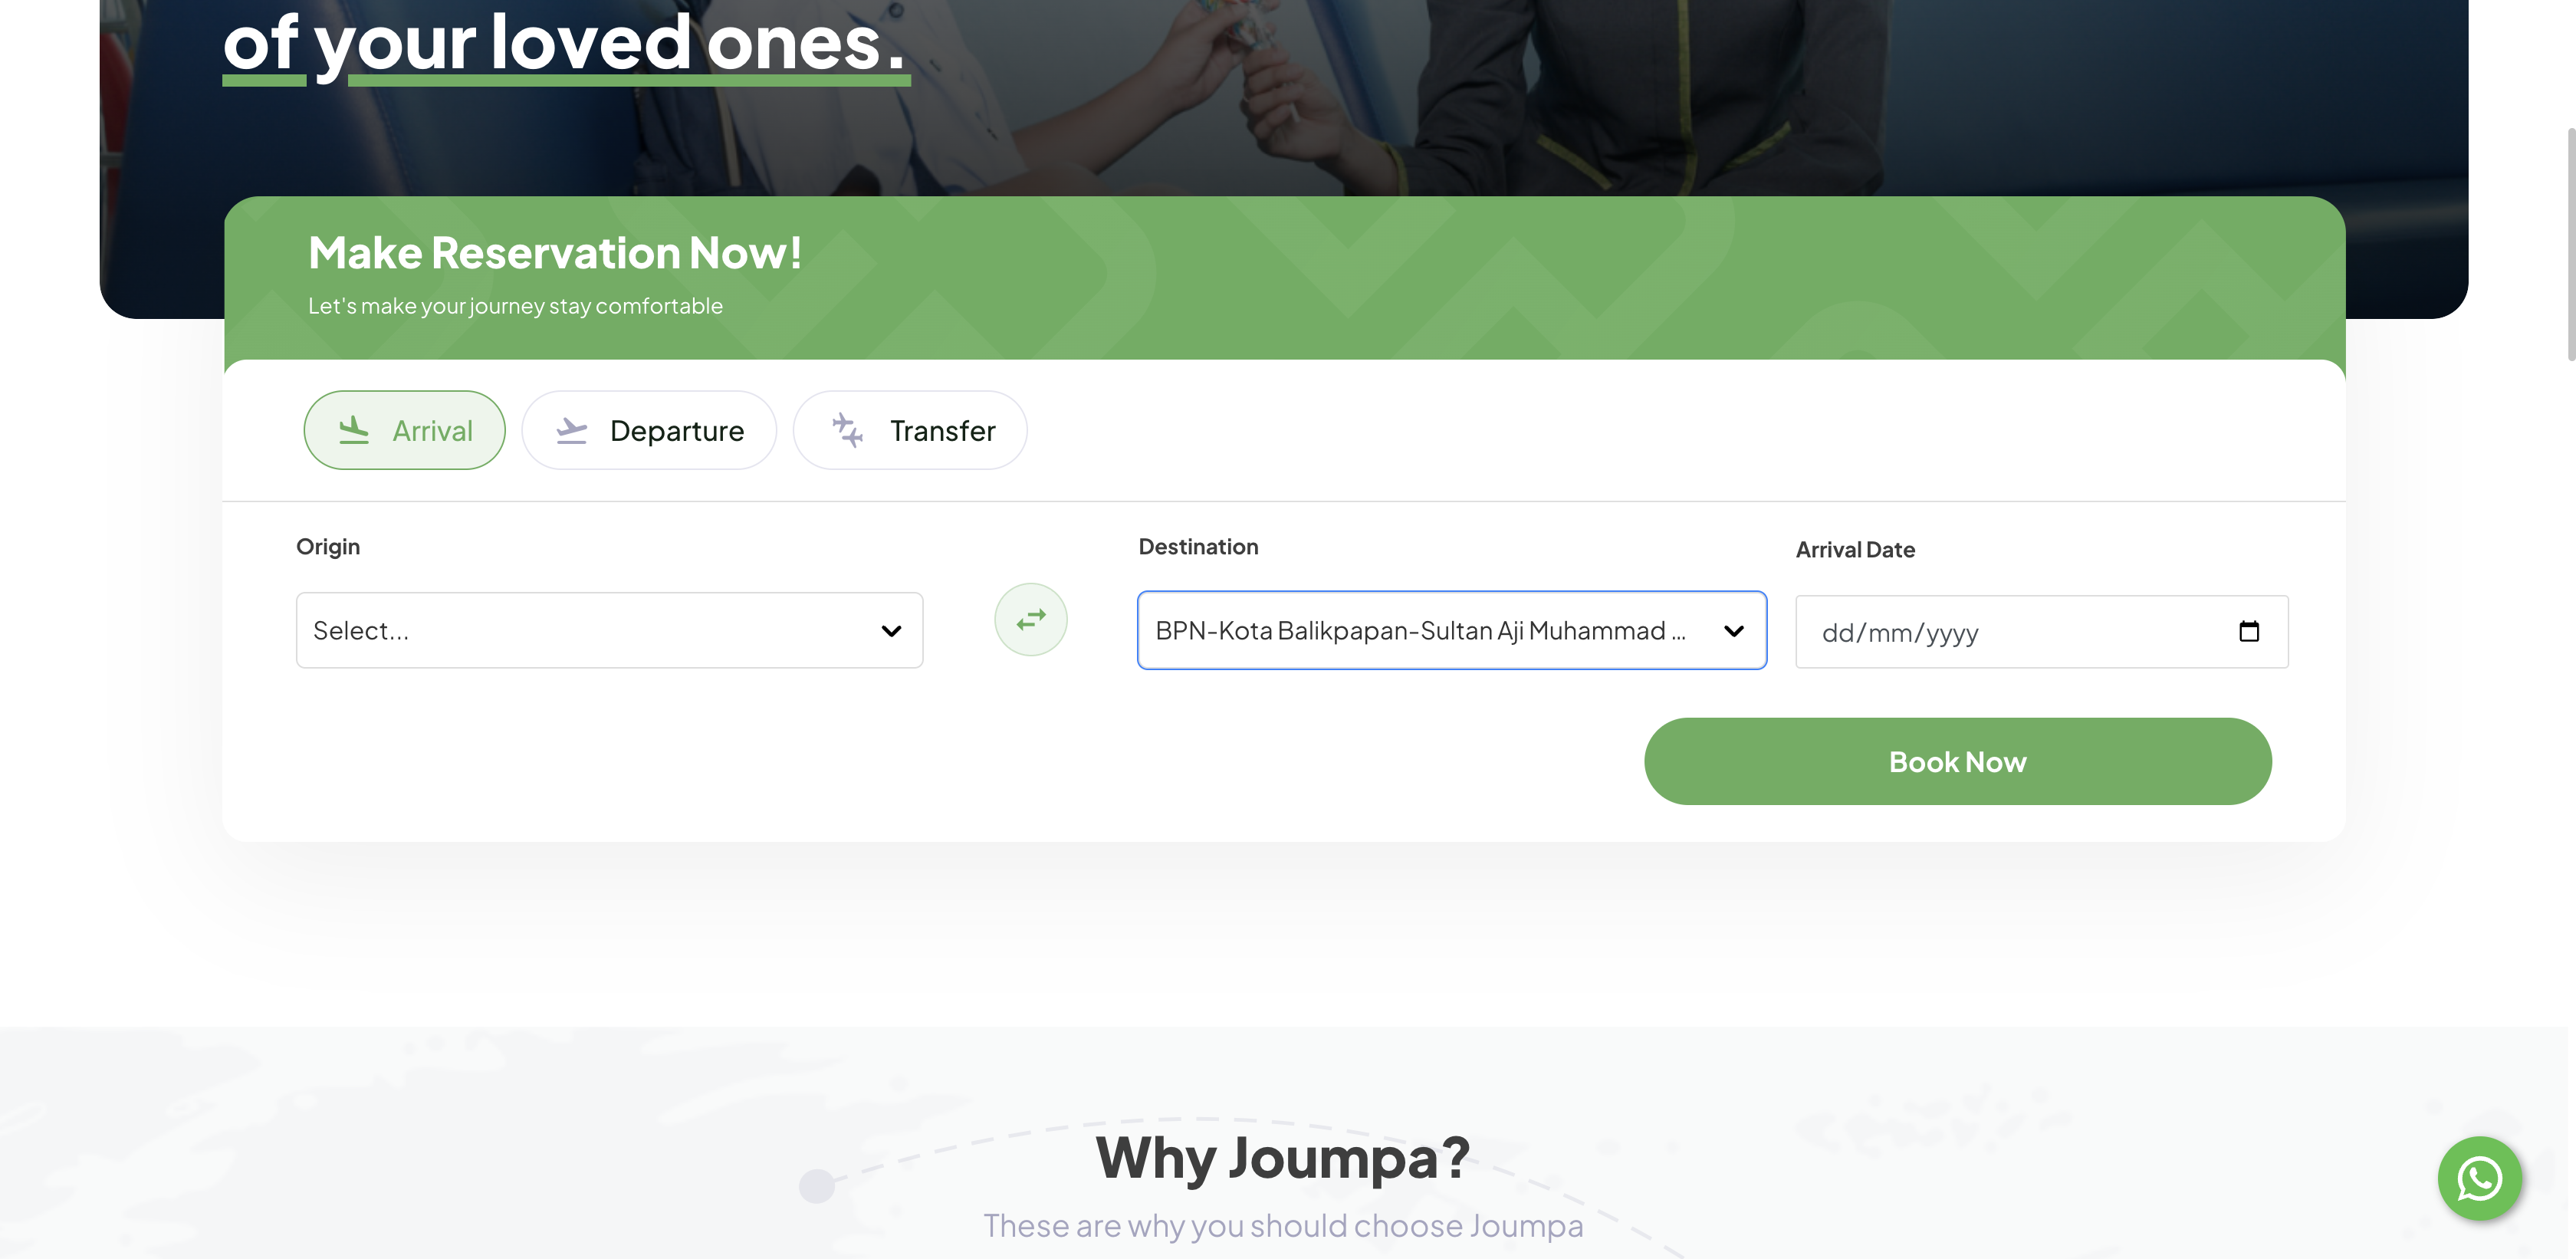 of your loved ones.
Make Reservation Now!
Let's make your journey stay comfortable
Arrival
Departure
Transfer
Origin
Destination
Arrival Date
Select...
BPN-Kota Balikpapan-Sultan Aji Muhammad ...
dd/mm/yyyy
Book Now
Why Joumpa?
These are why you should choose Joumpa